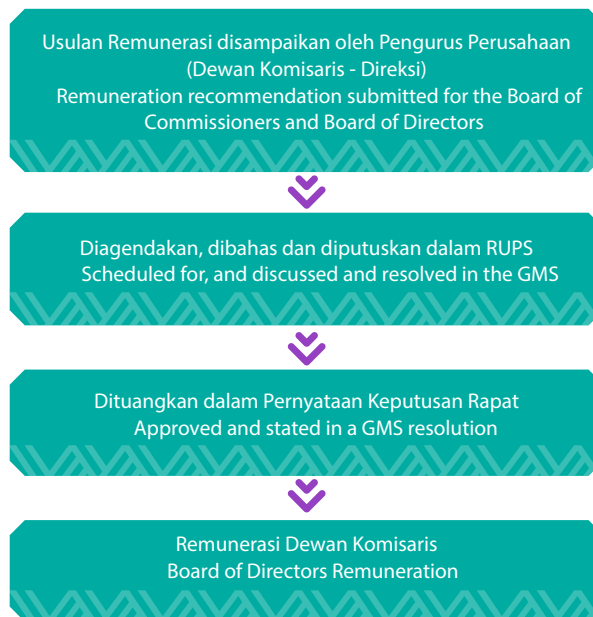 Usulan Remunerasi disampaikan oleh Pengurus Perusahaan
(Dewan Komisaris - Direksi)
Remuneration recommendation submitted for the Board of
Commissioners and Board of Directors
Diagendakan, dibahas dan diputuskan dalam RUPS
Scheduled for, and discussed and resolved in the GMS
Dituangkan dalam Pernyataan Keputusan Rapat
Approved and stated in a GMS resolution
Remunerasi Dewan Komisaris
Board of Directors Remuneration